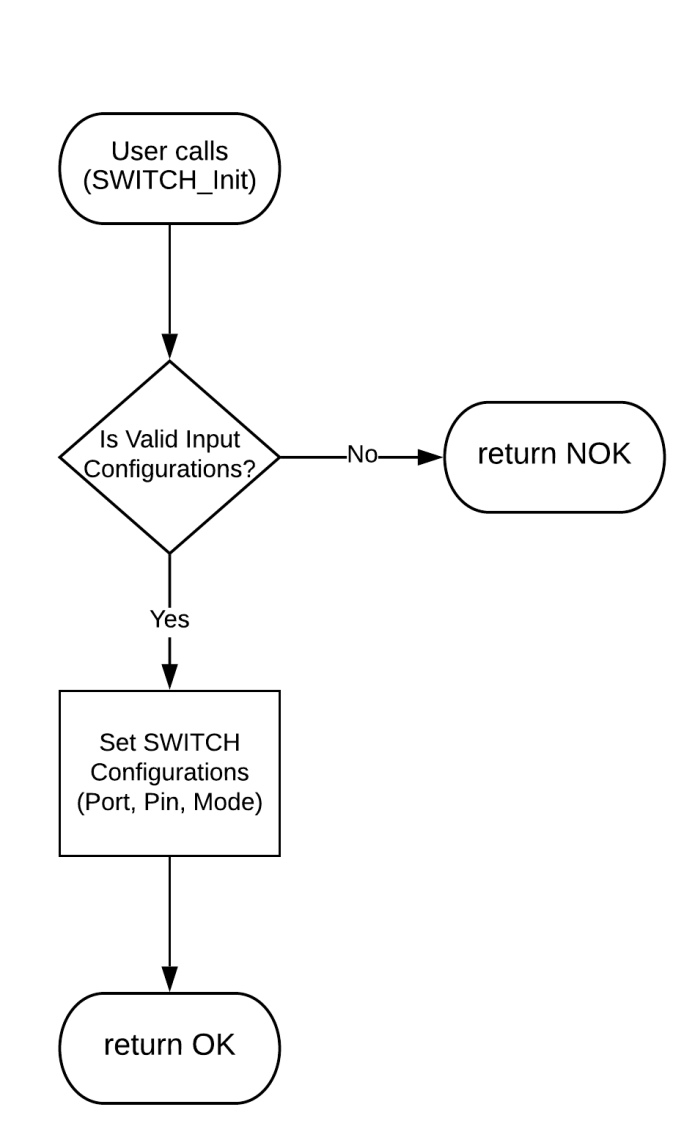 User calls
(SWITCH_Init)
Is Valid Input
Configurations?
No
return NOK
Yes
Set SWITCH
Configurations
(Port, Pin, Mode)
return OK